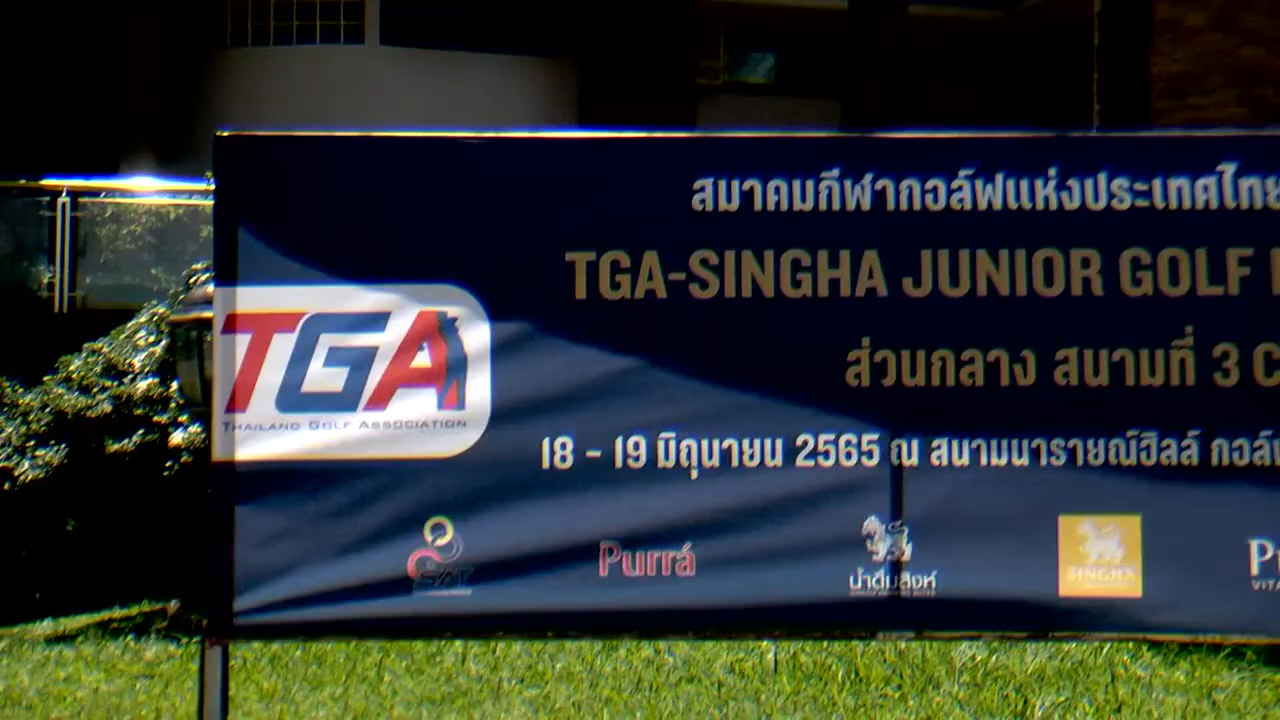 สมาคมกีฬากอล์ฟแห่งประเทศไทย
TGA-SINGHA JUNIOR GOLF
ส่วนกลาง สนามที่ 3 C
TGA
THAILAND GOLF ASSOCIATION
18 - 19 มิถุนายน 2565 ณ สนามนารายณ์ฮิลล์ กอล์
SAT
Purrá
น้ำดื่มสิงห์
SINGHA